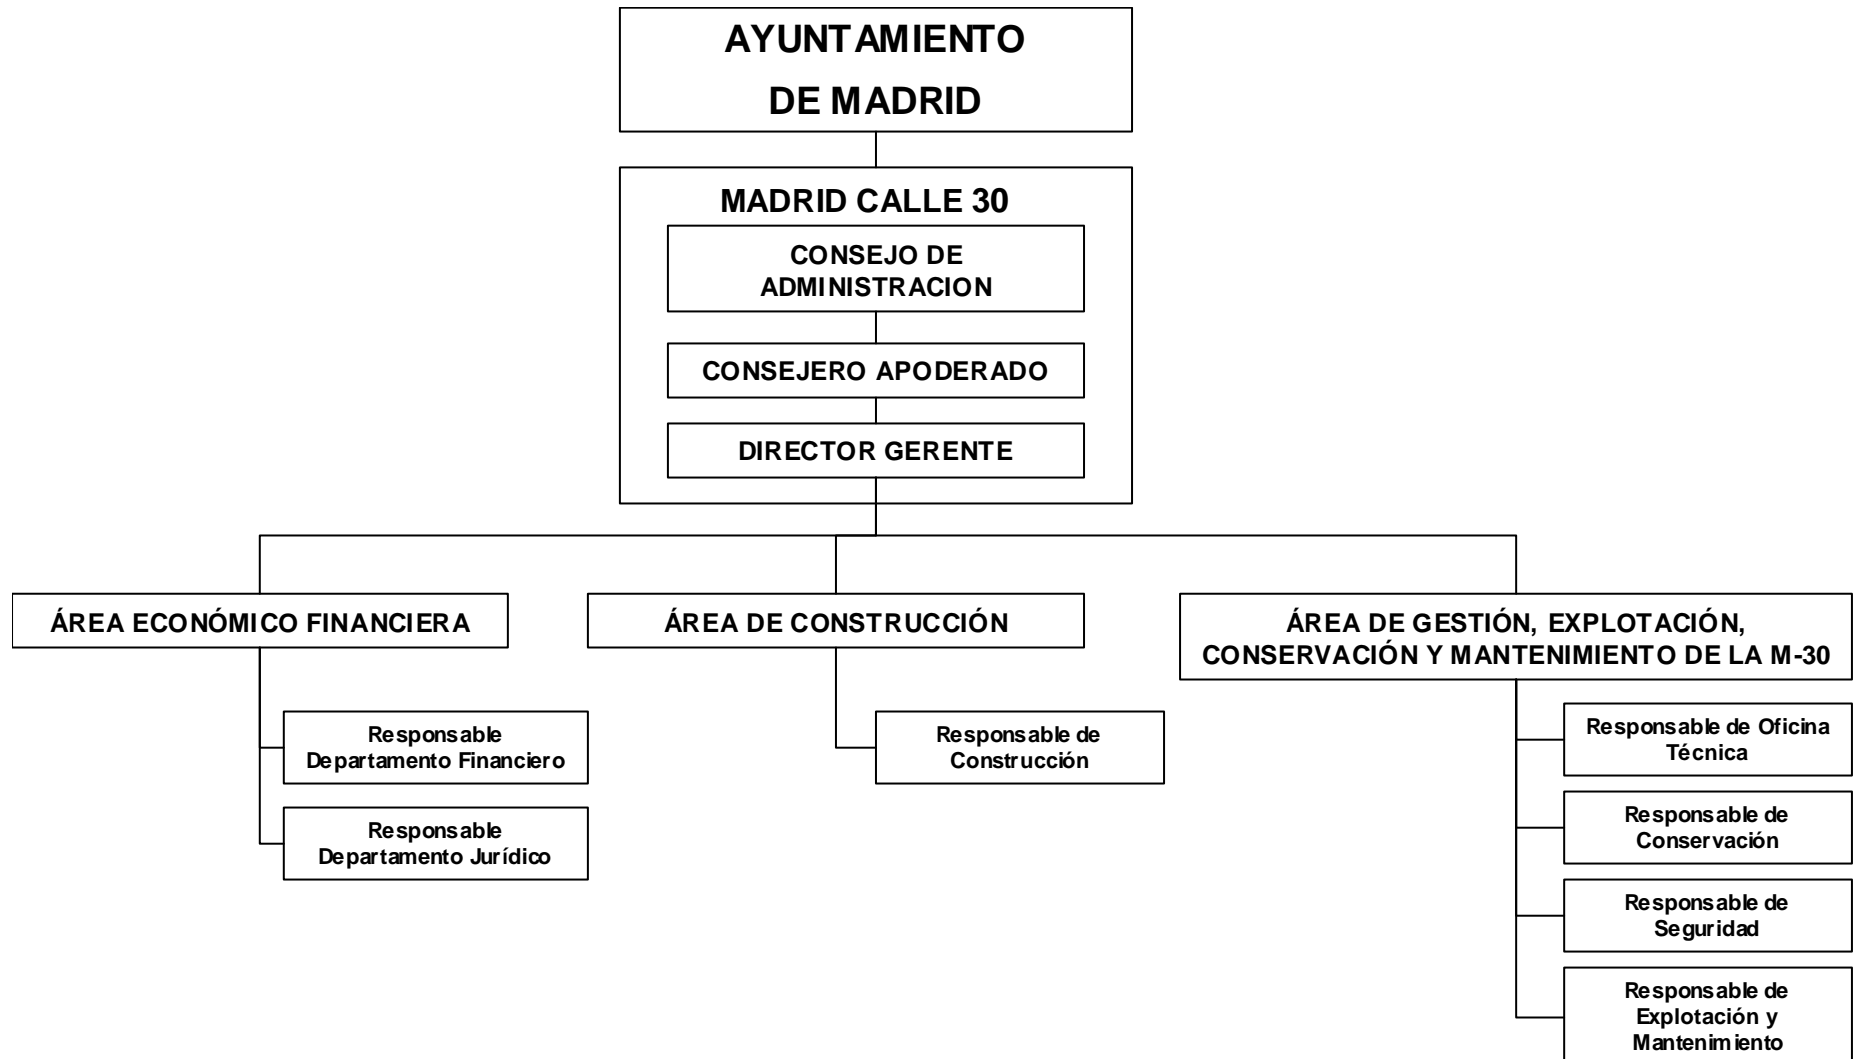 AYUNTAMIENTO
DE MADRID
MADRID CALLE 30
CONSEJO DE
ADMINISTRACION
CONSEJERO APODERADO
DIRECTOR GERENTE
ÁREA ECONÓMICO FINANCIERA
Responsable
Departamento Financiero
Responsable
Departamento Jurídico
ÁREA DE CONSTRUCCIÓN
Responsable de
Construcción
ÁREA DE GESTIÓN, EXPLOTACIÓN,
CONSERVACIÓN Y MANTENIMIENTO DE LA M-30
Responsable de Oficina
Técnica
Responsable de
Conservación
Responsable de
Seguridad
Responsable de
Explotación y
Mantenimiento